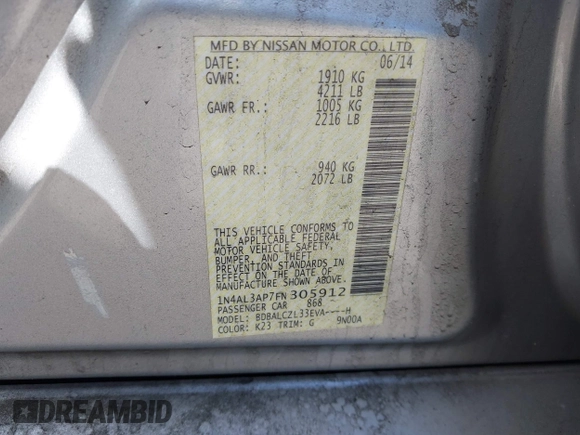 MFD BY NISSAN MOTOR CO., LTD.
DATE: 06/14
GVWR: 1910 KG
4211 LB
GAWR FR.: 1005 KG
2216 LB
GAWR RR.: 940 KG
2072 LB
THIS VEHICLE CONFORMS TO
ALL APPLICABLE FEDERAL
MOTOR VEHICLE SAFETY,
BUMPER, AND THEFT
PREVENTION STANDARDS IN
EFFECT ON THE DATE OF
MANUFACTURE SHOWN ABOVE.
1N4AL3AP7FN305912
PASSENGER CAR 868
MODEL: BDBALCZL33EVA----H
COLOR: K23 TRIM: G 9N00A
DREAMBID